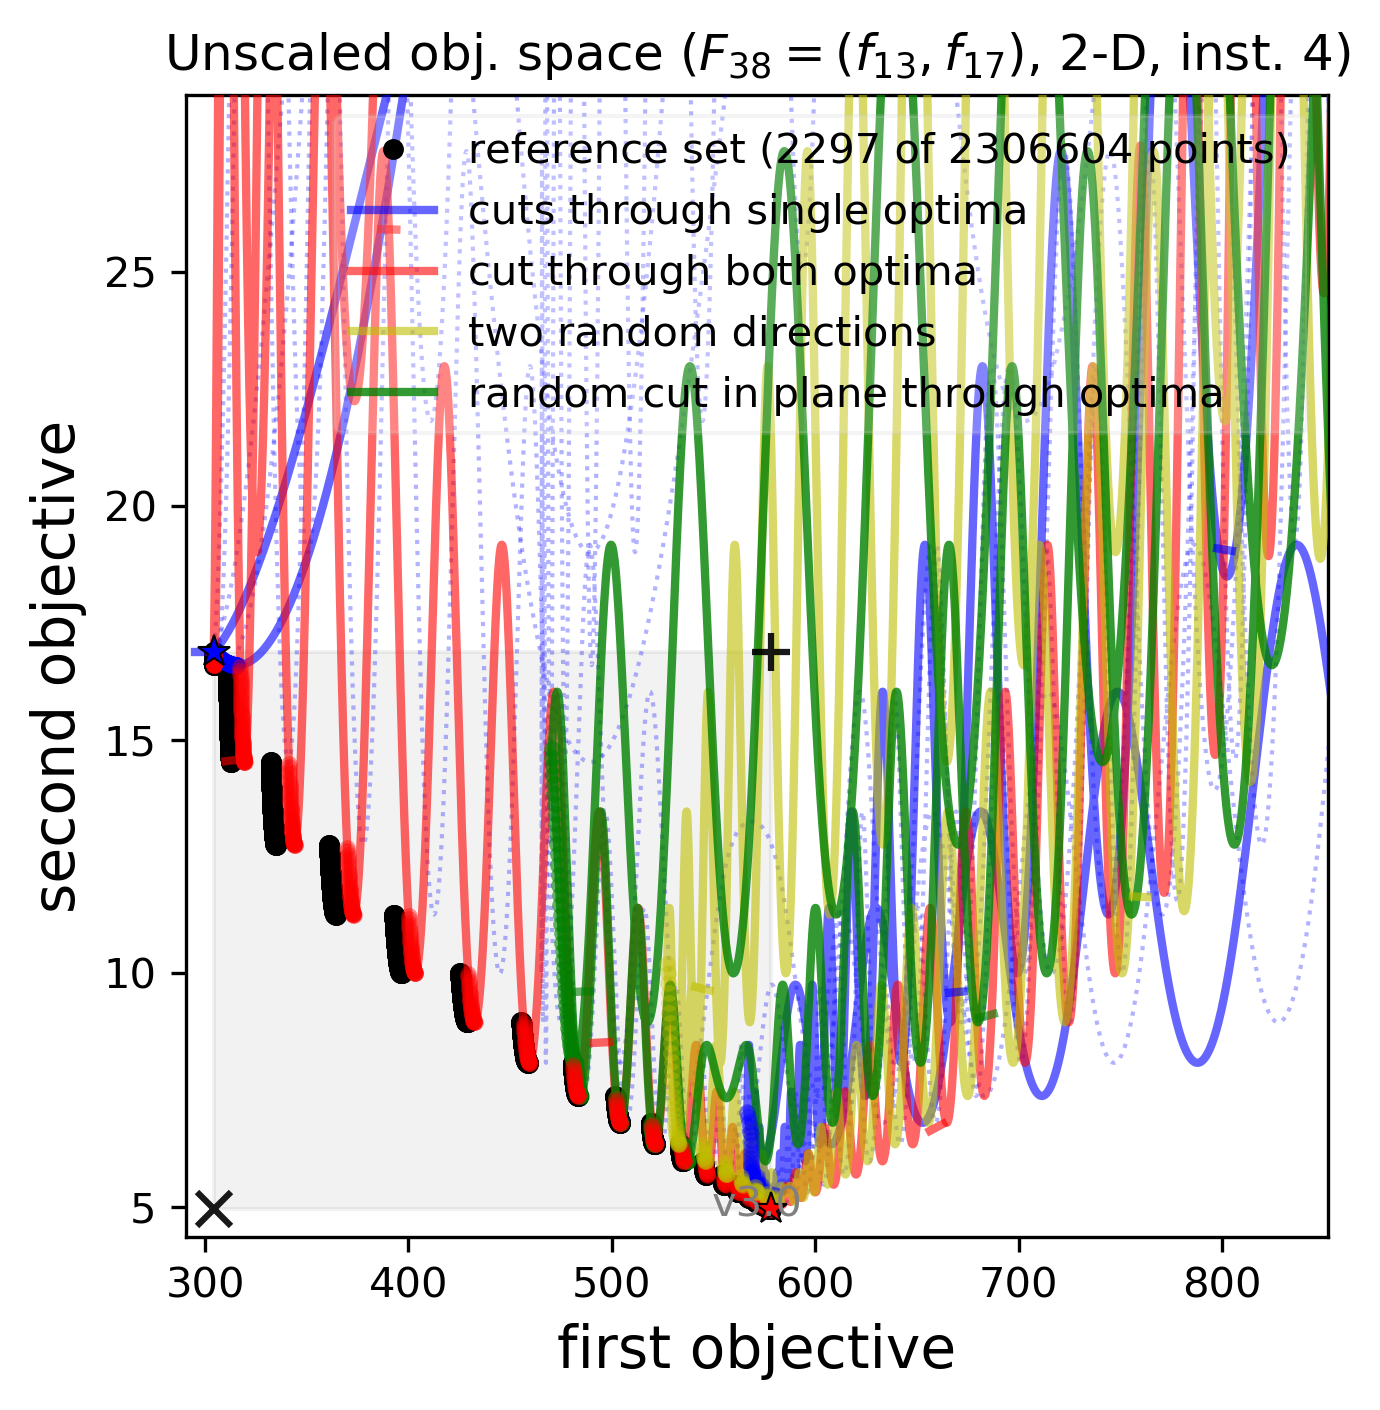 Unscaled obj. space (F₃₈ = (f₁₃, f₁₇), 2-D, inst. 4)
reference set (2297 of 2306604 points)
cuts through single optima
cut through both optima
two random directions
random cut in plane through optima
25
20
15
10
5
second objective
300 400 500 600 700 800
first objective